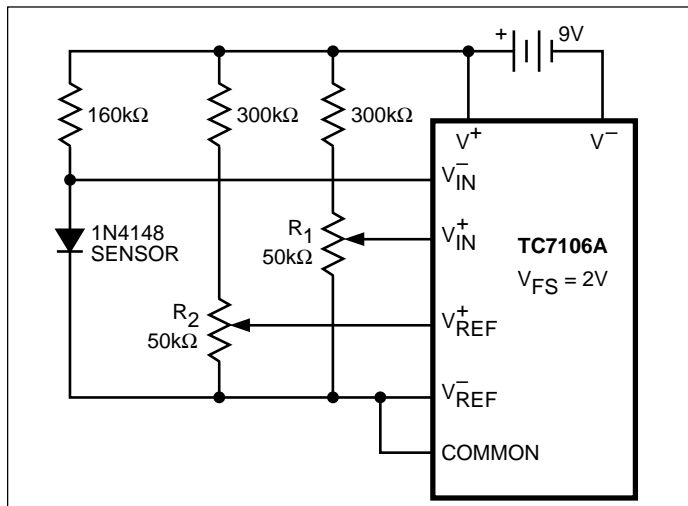 +
9V
160kΩ
300kΩ
300kΩ
V+
V–
V–IN
1N4148
SENSOR
R1
50kΩ
V+IN
TC7106A
VFS = 2V
R2
50kΩ
V+REF
V–REF
COMMON